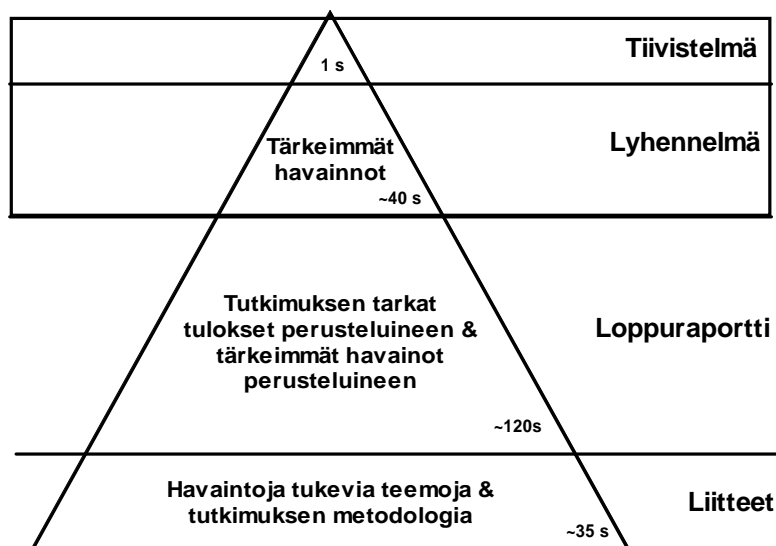 Tiivistelmä
1 s
Lyhennelmä
Tärkeimmät
havainnot
~40 s
Tutkimuksen tarkat
tulokset perusteluineen &
tärkeimmät havainot
perusteluineen
Loppuraportti
~120s
Havaintoja tukevia teemoja &
tutkimuksen metodologia
Liitteet
~35 s